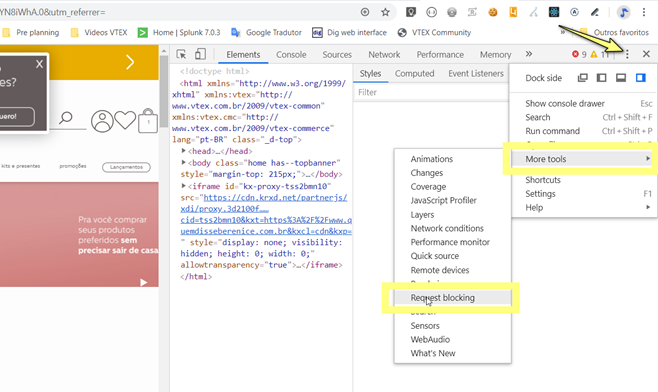 YN8iWhA.0&utm_referrer=
Pre planning
Vídeos VTEX
Home | Splunk 7.0.3
Google Tradutor
Dig web interface
VTEX Community
»
Outros favoritos
X
es?
uero!
1
kits e presentes
promoções
Lançamentos
Pra você comprar
seus produtos
preferidos sem
precisar sair de casa
Elements
Console
Sources
Network
Performance
Memory
»
9
11
<!doctype html>
<html xmlns="http://www.w3.org/1999/
xhtml" xmlns:vtex="http://
www.vtex.com.br/2009/vtex-common"
xmlns:vtex.cmc="http://
www.vtex.com.br/2009/vtex-commerce"
lang="pt-BR" class="_d-top">
<head>…</head>
<body class="home has--topbanner"
style="margin-top: 215px;">…</body>
<iframe id="kx-proxy-tss2bmn10"
src="https://cdn.krxd.net/partnerjs/
xdi/proxy.3d2100f……
cid=tss2bmn10&kxt=https%3A%2F%2Fwww.q
uemdisseberenice.com.br&kxcl=cdn&kxp=
" style="display: none; visibility:
hidden; height: 0; width: 0;"
allowtransparency="true">…</iframe>
</html>
Styles
Computed
Event Listeners
Filter
Dock side
Show console drawer Esc
Search Ctrl + Shift + F
Run command Ctrl + Shift + P
More tools
Shortcuts
Settings F1
Help
Animations
Changes
Coverage
JavaScript Profiler
Layers
Network conditions
Performance monitor
Quick source
Remote devices
Request blocking
Search
Sensors
WebAudio
What's New